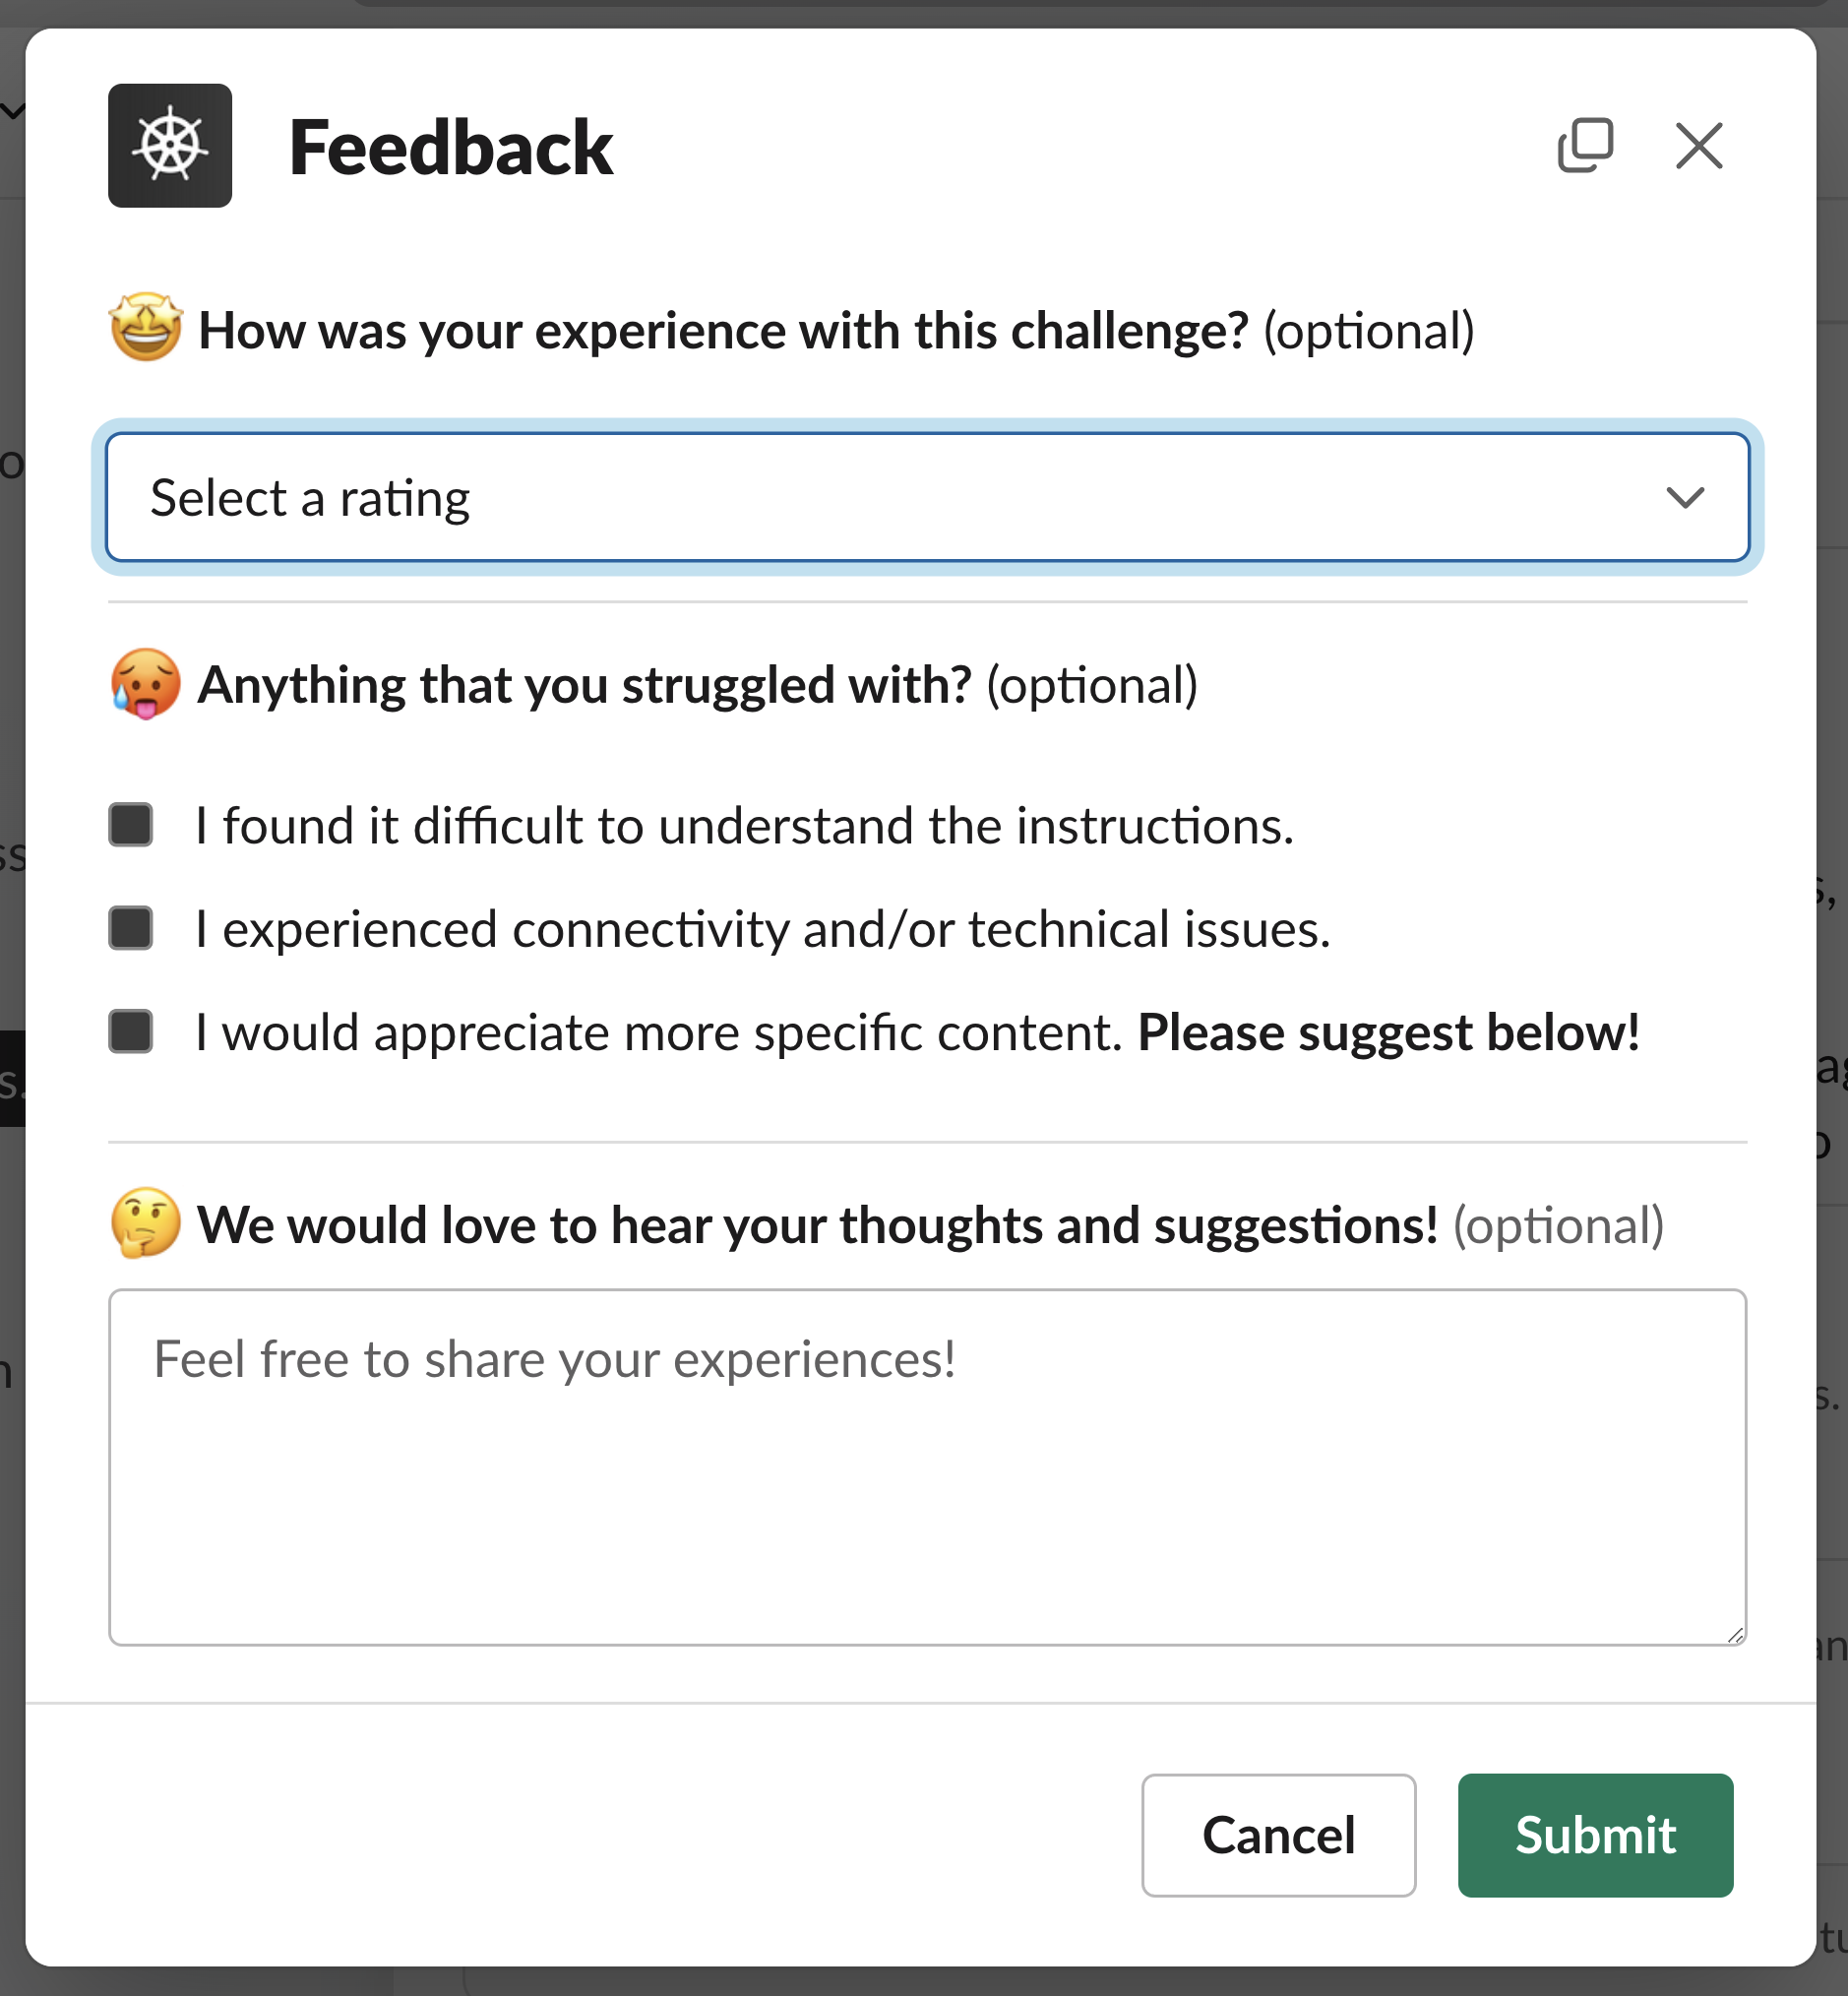 Feedback
🤩 How was your experience with this challenge? (optional)
Select a rating
🥵 Anything that you struggled with? (optional)
I found it difficult to understand the instructions.
I experienced connectivity and/or technical issues.
I would appreciate more specific content. Please suggest below!
🤔 We would love to hear your thoughts and suggestions! (optional)
Feel free to share your experiences!
Cancel
Submit